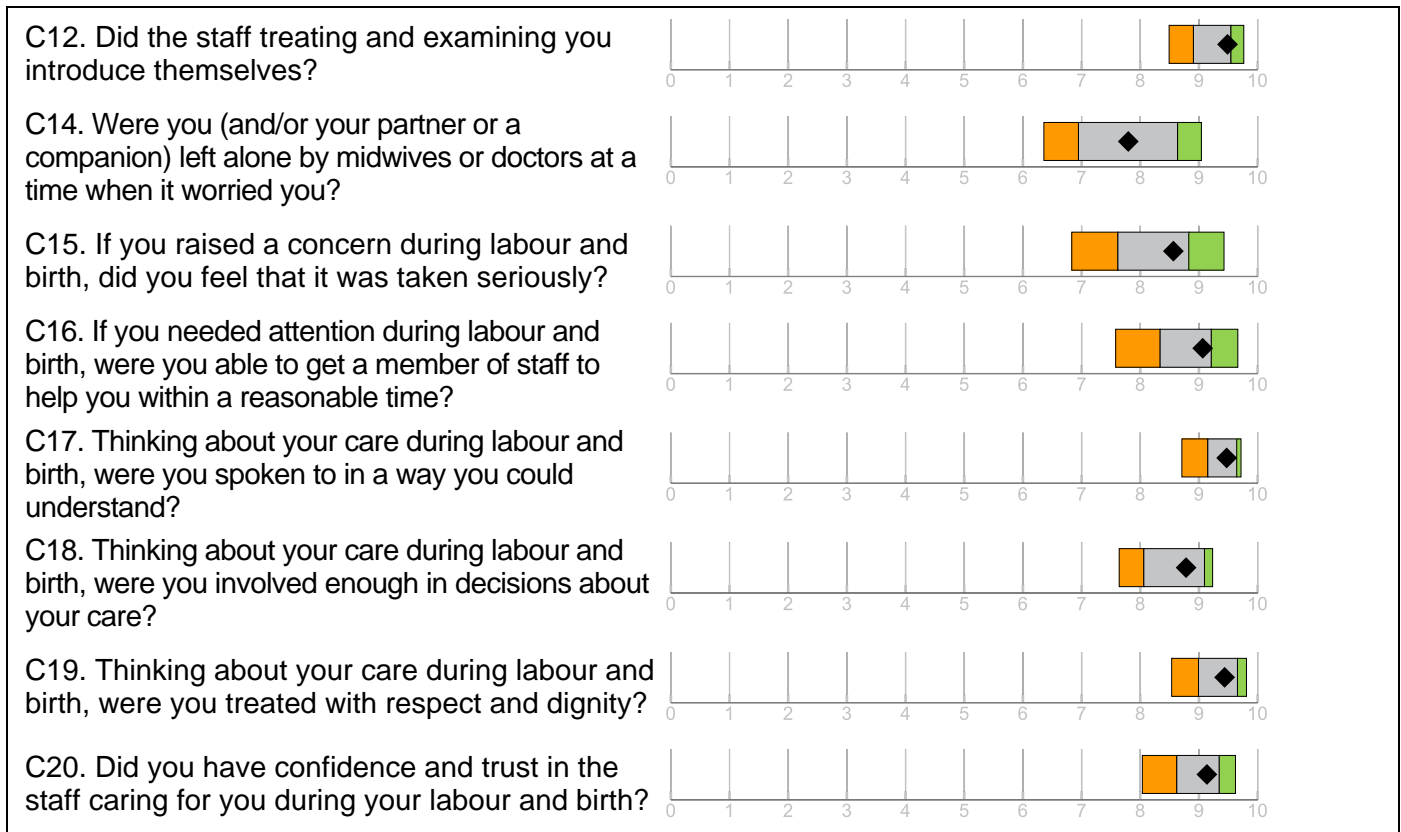 C12. Did the staff treating and examining you
introduce themselves?
0 1 2 3 4 5 6 7 8 9 10
C14. Were you (and/or your partner or a
companion) left alone by midwives or doctors at a
time when it worried you?
0 1 2 3 4 5 6 7 8 9 10
C15. If you raised a concern during labour and
birth, did you feel that it was taken seriously?
0 1 2 3 4 5 6 7 8 9 10
C16. If you needed attention during labour and
birth, were you able to get a member of staff to
help you within a reasonable time?
0 1 2 3 4 5 6 7 8 9 10
C17. Thinking about your care during labour and
birth, were you spoken to in a way you could
understand?
0 1 2 3 4 5 6 7 8 9 10
C18. Thinking about your care during labour and
birth, were you involved enough in decisions about
your care?
0 1 2 3 4 5 6 7 8 9 10
C19. Thinking about your care during labour and
birth, were you treated with respect and dignity?
0 1 2 3 4 5 6 7 8 9 10
C20. Did you have confidence and trust in the
staff caring for you during your labour and birth?
0 1 2 3 4 5 6 7 8 9 10